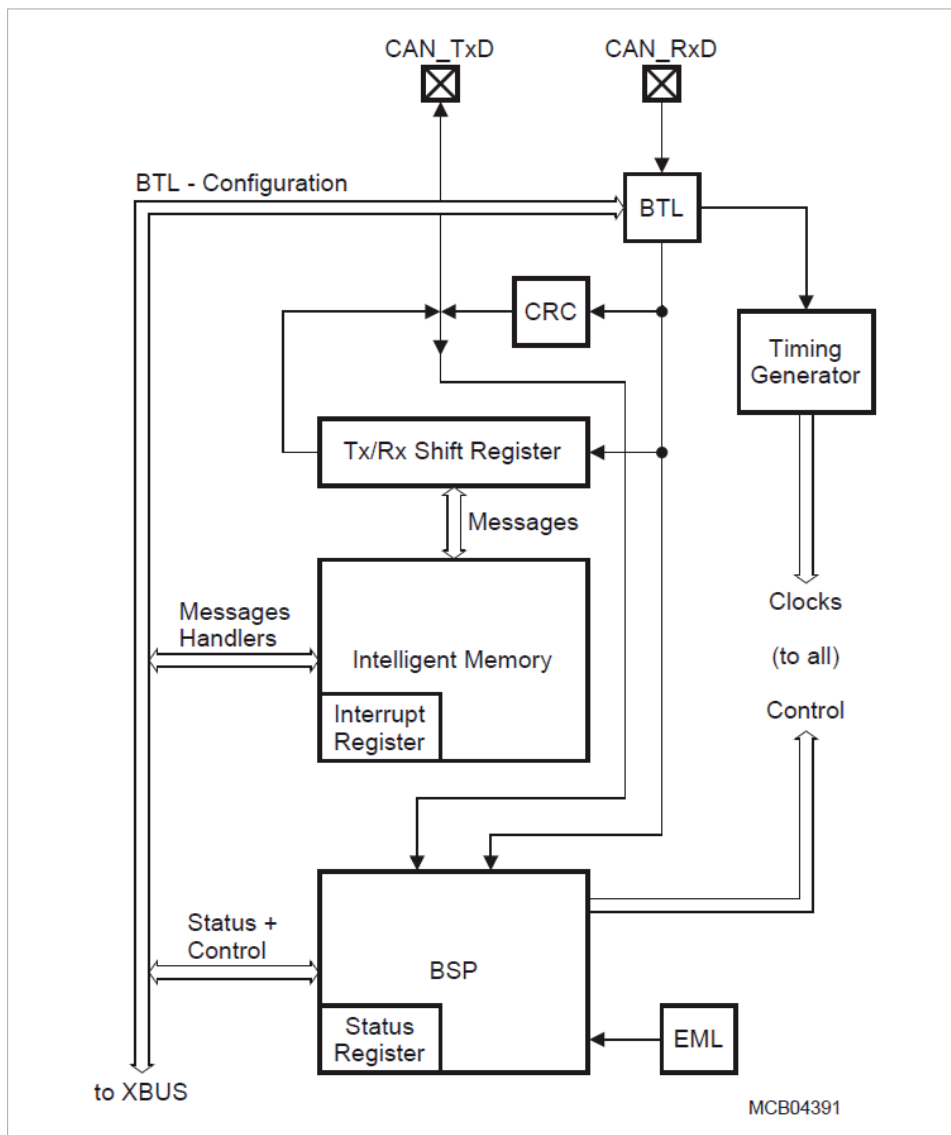 CAN_TxD
CAN_RxD
BTL - Configuration
BTL
CRC
Timing
Generator
Tx/Rx Shift Register
Messages
Messages
Handlers
Intelligent Memory
Interrupt
Register
Clocks
(to all)
Control
Status +
Control
BSP
Status
Register
EML
to XBUS
MCB04391